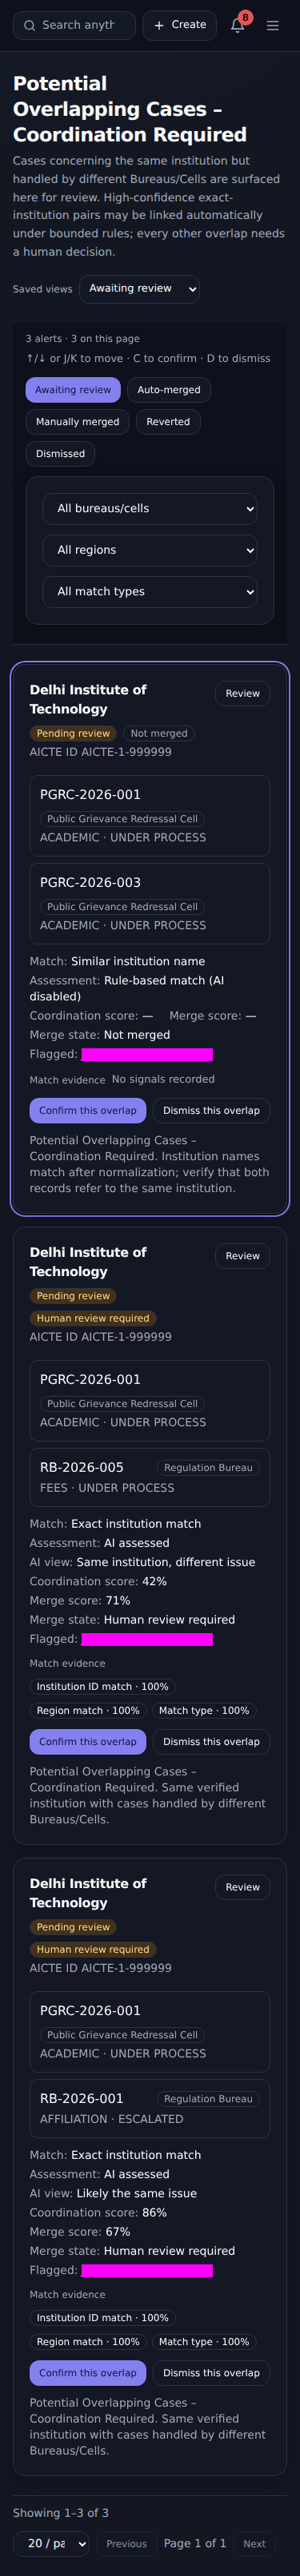 Search anyth
+ Create
8
Potential
Overlapping Cases –
Coordination Required
Cases concerning the same institution but
handled by different Bureaus/Cells are surfaced
here for review. High-confidence exact-
institution pairs may be linked automatically
under bounded rules; every other overlap needs
a human decision.
Saved views Awaiting review
3 alerts · 3 on this page
↑/↓ or J/K to move · C to confirm · D to dismiss
Awaiting review Auto-merged
Manually merged Reverted
Dismissed
All bureaus/cells
All regions
All match types
Delhi Institute of
Technology
Review
Pending review Not merged
AICTE ID AICTE-1-999999
PGRC-2026-001
Public Grievance Redressal Cell
ACADEMIC · UNDER PROCESS
PGRC-2026-003
Public Grievance Redressal Cell
ACADEMIC · UNDER PROCESS
Match: Similar institution name
Assessment: Rule-based match (AI
disabled)
Coordination score: — Merge score: —
Merge state: Not merged
Flagged:
Match evidence No signals recorded
Confirm this overlap Dismiss this overlap
Potential Overlapping Cases –
Coordination Required. Institution names
match after normalization; verify that both
records refer to the same institution.
Delhi Institute of
Technology
Review
Pending review
Human review required
AICTE ID AICTE-1-999999
PGRC-2026-001
Public Grievance Redressal Cell
ACADEMIC · UNDER PROCESS
RB-2026-005 Regulation Bureau
FEES · UNDER PROCESS
Match: Exact institution match
Assessment: AI assessed
AI view: Same institution, different issue
Coordination score: 42%
Merge score: 71%
Merge state: Human review required
Flagged:
Match evidence
Institution ID match · 100%
Region match · 100% Match type · 100%
Confirm this overlap Dismiss this overlap
Potential Overlapping Cases –
Coordination Required. Same verified
institution with cases handled by different
Bureaus/Cells.
Delhi Institute of
Technology
Review
Pending review
Human review required
AICTE ID AICTE-1-999999
PGRC-2026-001
Public Grievance Redressal Cell
ACADEMIC · UNDER PROCESS
RB-2026-001 Regulation Bureau
AFFILIATION · ESCALATED
Match: Exact institution match
Assessment: AI assessed
AI view: Likely the same issue
Coordination score: 86%
Merge score: 67%
Merge state: Human review required
Flagged:
Match evidence
Institution ID match · 100%
Region match · 100% Match type · 100%
Confirm this overlap Dismiss this overlap
Potential Overlapping Cases –
Coordination Required. Same verified
institution with cases handled by different
Bureaus/Cells.
Showing 1–3 of 3
20 / pa Previous Page 1 of 1 Next